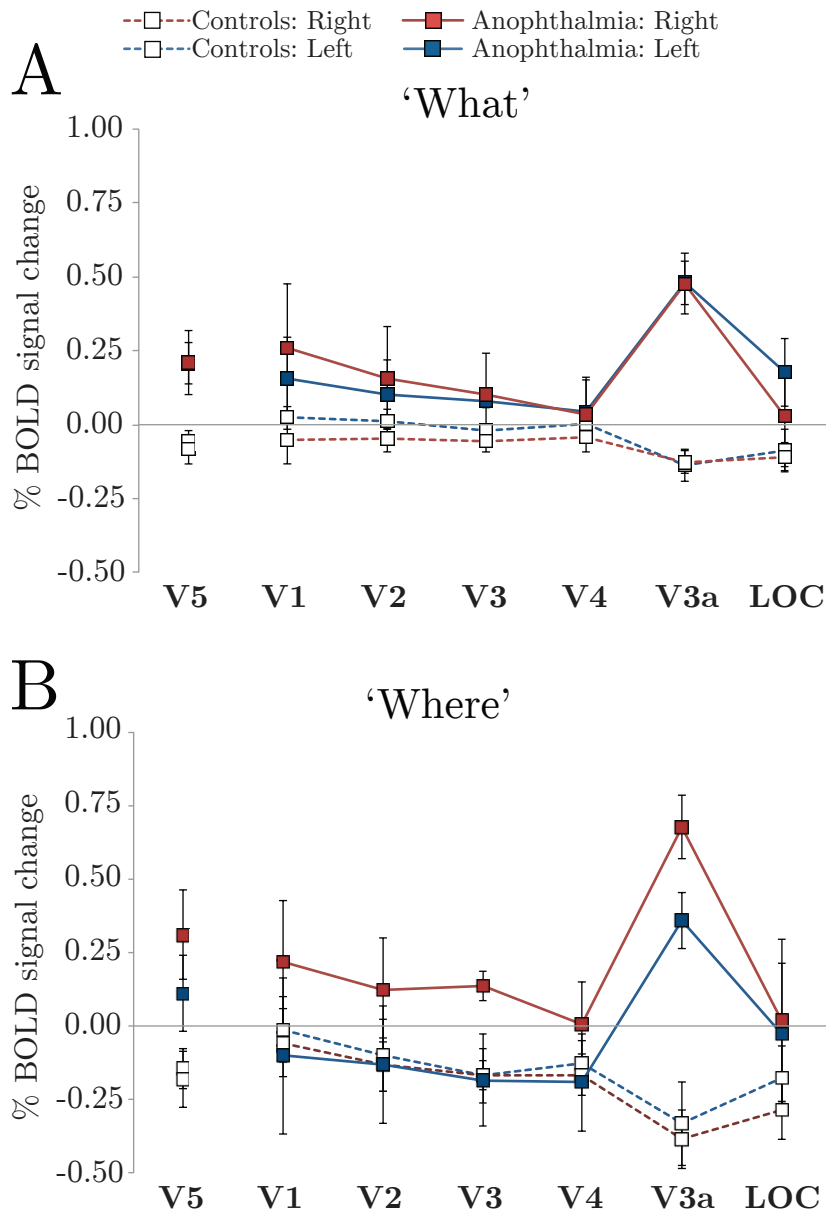 Controls: Right Anophthalmia: Right
Controls: Left Anophthalmia: Left
A
‘What’
% BOLD signal change
1.00
0.75
0.50
0.25
0.00
-0.25
-0.50
V5 V1 V2 V3 V4 V3a LOC
B
‘Where’
% BOLD signal change
1.00
0.75
0.50
0.25
0.00
-0.25
-0.50
V5 V1 V2 V3 V4 V3a LOC